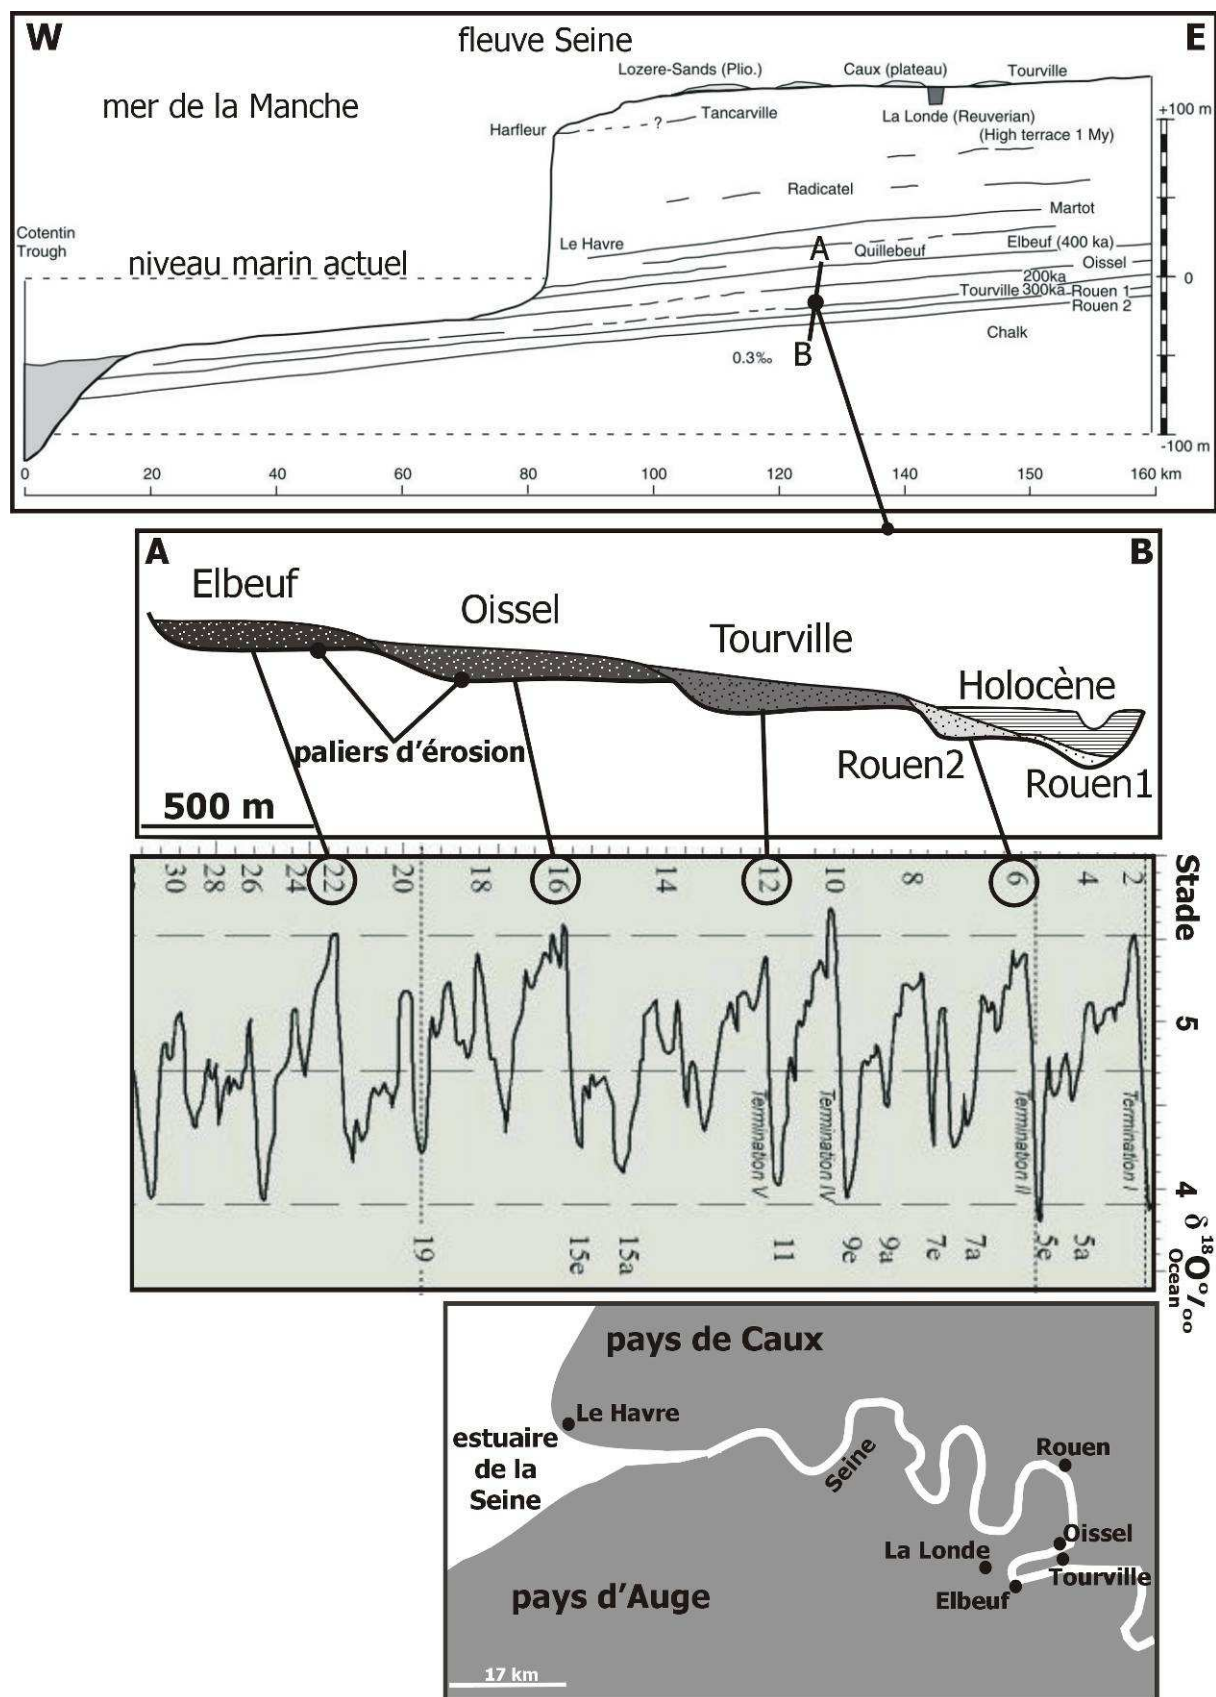 W
fleuve Seine
E
Lozere-Sands (Plio.)
Caux (plateau)
Tourville
mer de la Manche
+100 m
Tancarville
La Londe (Reuverian)
Harfleur
?
(High terrace 1 My)
Radicatel
Martot
Cotentin
Trough
Le Havre
Quillebeuf
Elbeuf (400 ka)
niveau marin actuel
A
Oissel
200ka
0
Tourville 300ka Rouen 1
Rouen 2
Chalk
0.3‰
B
-100 m
0 20 40 60 80 100 120 140 150 160 km
A
B
Elbeuf
Oissel
Tourville
Holocène
paliers d'érosion
Rouen2
Rouen1
500 m
30 28 26 24 22 20 18 16 14 12 10 8 6 4 2
Stade
5
Termination V
Termination IV
Termination II
Termination I
4
δ 18O‰
Ocean
19 15e 15a 11 9e 9a 7e 7a 5e 5a
pays de Caux
Le Havre
estuaire
de la
Seine
Seine
Rouen
Oissel
La Londe
Tourville
Elbeuf
pays d'Auge
17 km